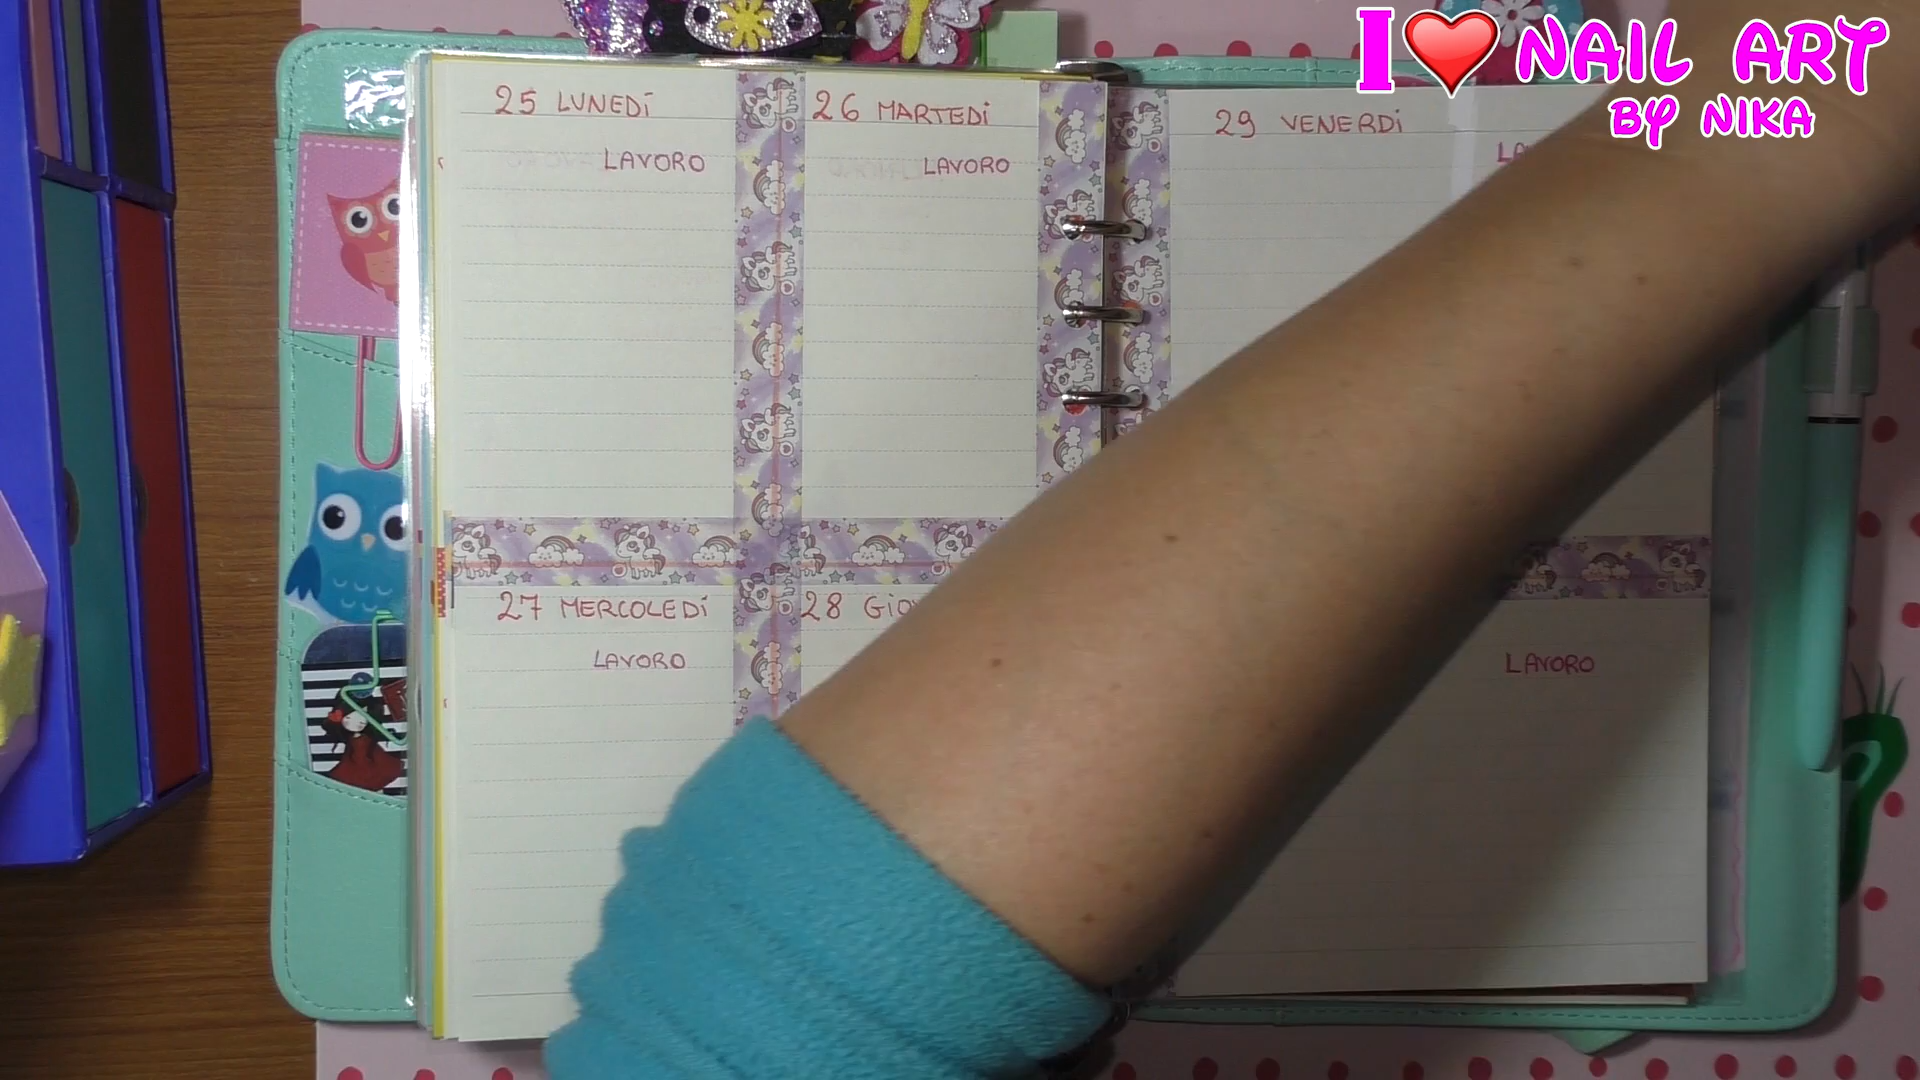 I ❤ NAIL ART
BY NIKA
25 LUNEDÌ
LAVORO
26 MARTEDÌ
LAVORO
29 VENERDÌ
27 MERCOLEDÌ
LAVORO
28
LAVORO